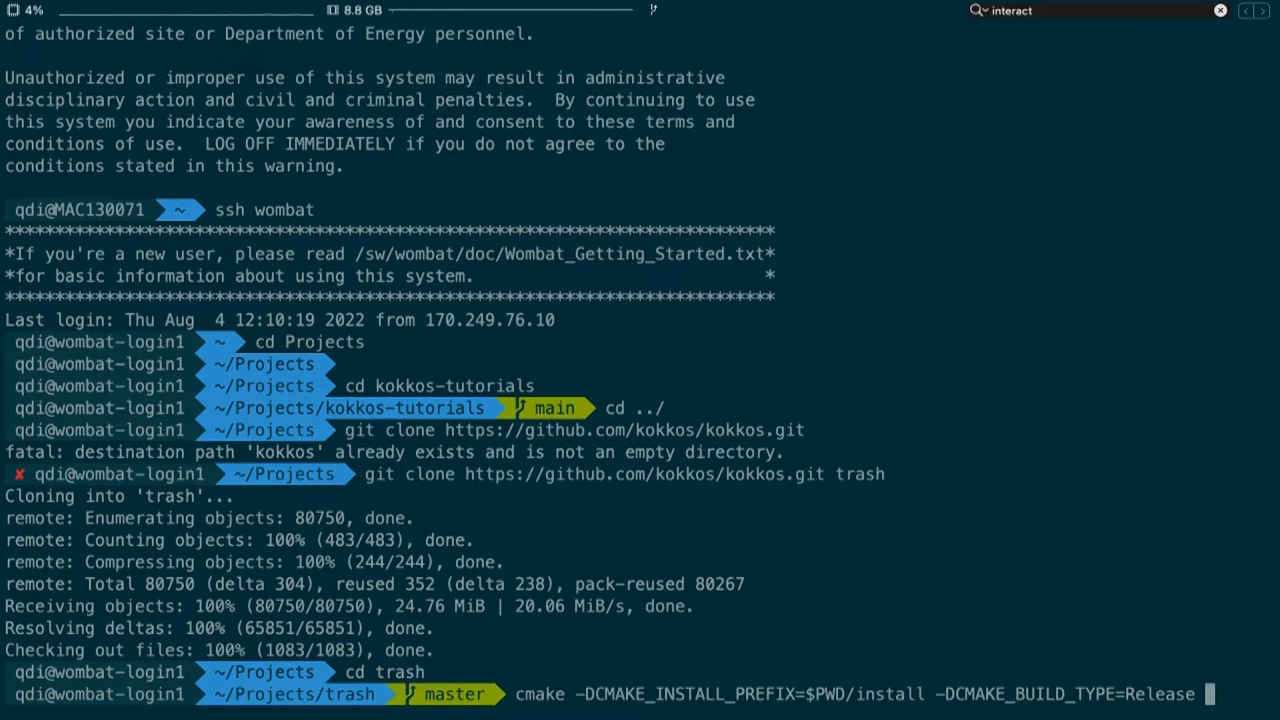 4% 8.8 GB interact
of authorized site or Department of Energy personnel.
Unauthorized or improper use of this system may result in administrative
disciplinary action and civil and criminal penalties.  By continuing to use
this system you indicate your awareness of and consent to these terms and
conditions of use.  LOG OFF IMMEDIATELY if you do not agree to the
conditions stated in this warning.
qdi@MAC130071 ~ ssh wombat
*****************************************************************************
*If you're a new user, please read /sw/wombat/doc/Wombat_Getting_Started.txt*
*for basic information about using this system.                             *
*****************************************************************************
Last login: Thu Aug  4 12:10:19 2022 from 170.249.76.10
qdi@wombat-login1 ~ cd Projects
qdi@wombat-login1 ~/Projects
qdi@wombat-login1 ~/Projects cd kokkos-tutorials
qdi@wombat-login1 ~/Projects/kokkos-tutorials main cd ../
qdi@wombat-login1 ~/Projects git clone https://github.com/kokkos/kokkos.git
fatal: destination path 'kokkos' already exists and is not an empty directory.
✘ qdi@wombat-login1 ~/Projects git clone https://github.com/kokkos/kokkos.git trash
Cloning into 'trash'...
remote: Enumerating objects: 80750, done.
remote: Counting objects: 100% (483/483), done.
remote: Compressing objects: 100% (244/244), done.
remote: Total 80750 (delta 304), reused 352 (delta 238), pack-reused 80267
Receiving objects: 100% (80750/80750), 24.76 MiB | 20.06 MiB/s, done.
Resolving deltas: 100% (65851/65851), done.
Checking out files: 100% (1083/1083), done.
qdi@wombat-login1 ~/Projects cd trash
qdi@wombat-login1 ~/Projects/trash master cmake -DCMAKE_INSTALL_PREFIX=$PWD/install -DCMAKE_BUILD_TYPE=Release